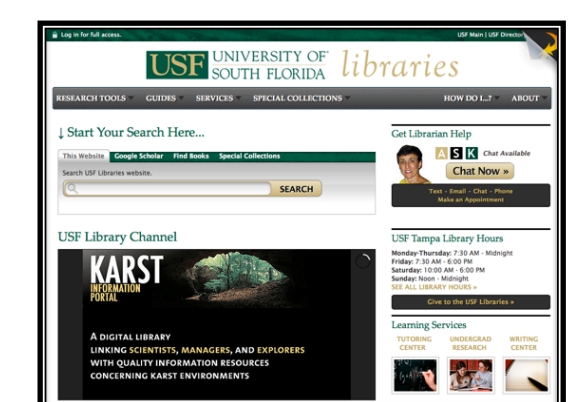 Log in for full access.
USF Main | USF Director
USF UNIVERSITY OF SOUTH FLORIDA libraries
RESEARCH TOOLS GUIDES SERVICES SPECIAL COLLECTIONS HOW DO I...? ABOUT
↓ Start Your Search Here...
This Website Google Scholar Find Books Special Collections
Search USF Libraries website.
SEARCH
Get Librarian Help
ASK Chat Available
Chat Now »
Text - Email - Chat - Phone
Make an Appointment
USF Library Channel
KARST
INFORMATION
PORTAL
A DIGITAL LIBRARY
LINKING SCIENTISTS, MANAGERS, AND EXPLORERS
WITH QUALITY INFORMATION RESOURCES
CONCERNING KARST ENVIRONMENTS
USF Tampa Library Hours
Monday-Thursday: 7:30 AM - Midnight
Friday: 7:30 AM - 6:00 PM
Saturday: 10:00 AM - 6:00 PM
Sunday: Noon - Midnight
SEE ALL LIBRARY HOURS »
Give to the USF Libraries »
Learning Services
TUTORING CENTER
UNDERGRAD RESEARCH
WRITING CENTER